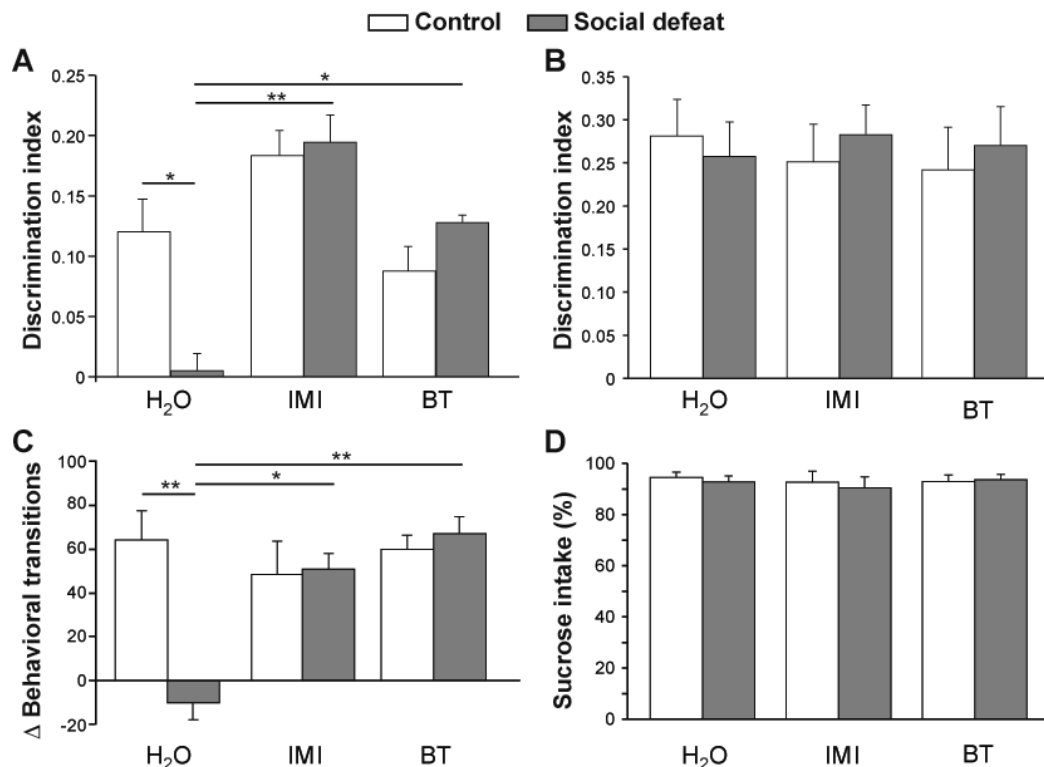 Control Social defeat
A
Discrimination index
0.25
0.20
0.15
0.10
0.05
0
*
**
*
H₂O IMI BT
B
Discrimination index
0.35
0.30
0.25
0.20
0.15
0.10
0.05
0
H₂O IMI BT
C
Δ Behavioral transitions
100
80
60
40
20
0
-20
**
*
**
H₂O IMI BT
D
Sucrose intake (%)
100
80
60
40
20
0
H₂O IMI BT